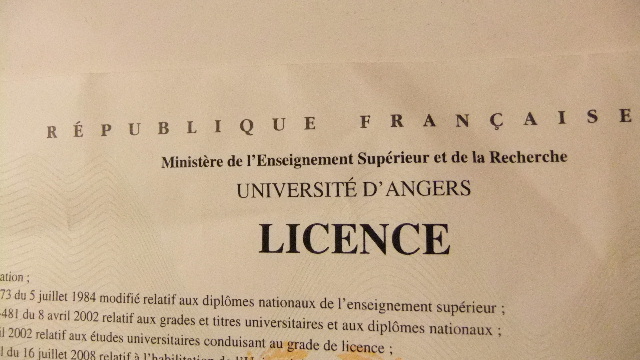 RÉPUBLIQUE FRANÇAISE
Ministère de l'Enseignement Supérieur et de la Recherche
UNIVERSITÉ D'ANGERS
LICENCE
ation ;
73 du 5 juillet 1984 modifié relatif aux diplômes nationaux de l'enseignement supérieur ;
-481 du 8 avril 2002 relatif aux grades et titres universitaires et aux diplômes nationaux ;
il 2002 relatif aux études universitaires conduisant au grade de licence ;
l du 16 juillet 2008 relatif à l'habilitation de